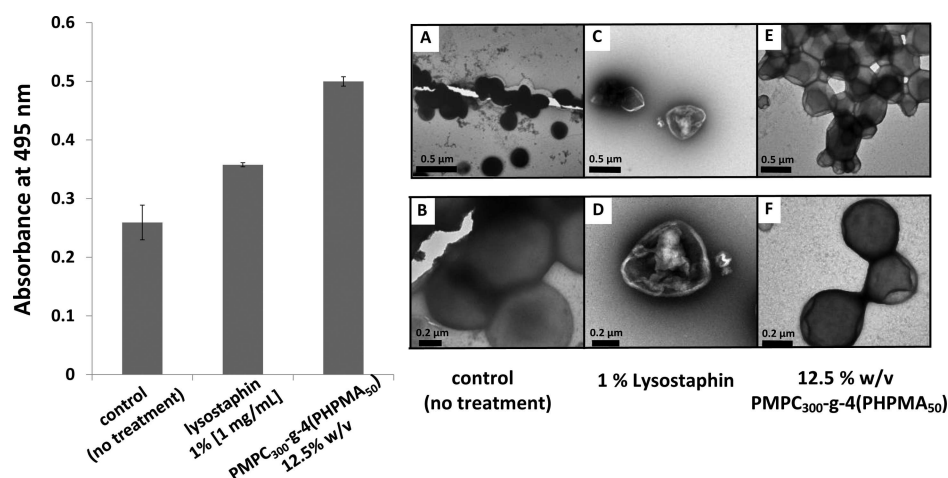 0.6
0.5
0.4
0.3
0.2
0.1
0
Absorbance at 495 nm
control
(no treatment)
lysostaphin
1% [1 mg/mL]
PMPC₃₀₀-g-4(PHPMA₅₀)
12.5% w/v
A
0.5 µm
C
0.5 µm
E
0.5 µm
B
0.2 µm
D
0.2 µm
F
0.2 µm
control
(no treatment)
1 % Lysostaphin
12.5 % w/v
PMPC₃₀₀-g-4(PHPMA₅₀)